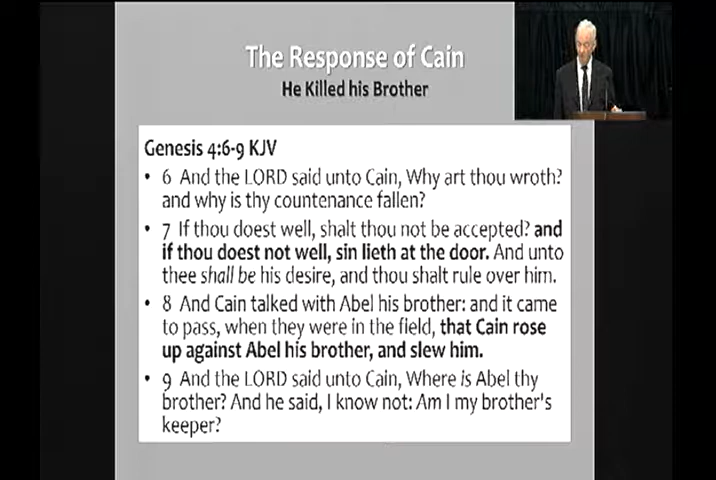 The Response of Cain
He Killed his Brother
Genesis 4:6-9 KJV
• 6 And the LORD said unto Cain, Why art thou wroth?
and why is thy countenance fallen?
• 7 If thou doest well, shalt thou not be accepted? and
if thou doest not well, sin lieth at the door. And unto
thee shall be his desire, and thou shalt rule over him.
• 8 And Cain talked with Abel his brother: and it came
to pass, when they were in the field, that Cain rose
up against Abel his brother, and slew him.
• 9 And the LORD said unto Cain, Where is Abel thy
brother? And he said, I know not: Am I my brother's
keeper?